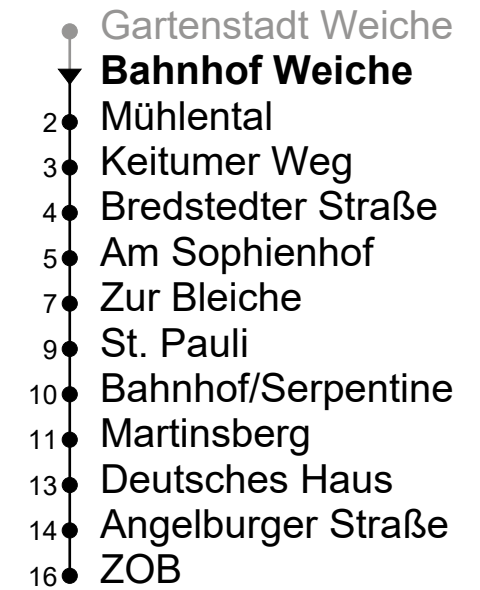 Gartenstadt Weiche
Bahnhof Weiche
2 Mühlental
3 Keitumer Weg
4 Bredstedter Straße
5 Am Sophienhof
7 Zur Bleiche
9 St. Pauli
10 Bahnhof/Serpentine
11 Martinsberg
13 Deutsches Haus
14 Angelburger Straße
16 ZOB